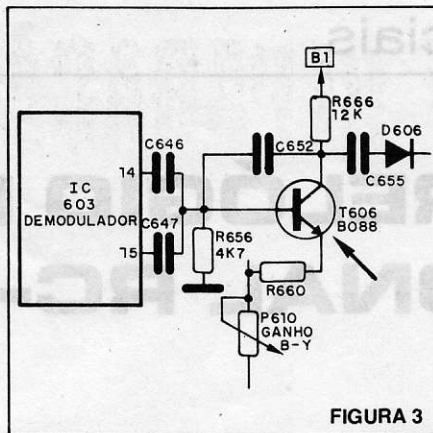 B1
R666
12K
D606
C646
C652
14
C655
IC
603
DEMODULADOR
C647
T606
B088
15
R656
4K7
R660
P610
GANHO
B-Y
FIGURA 3